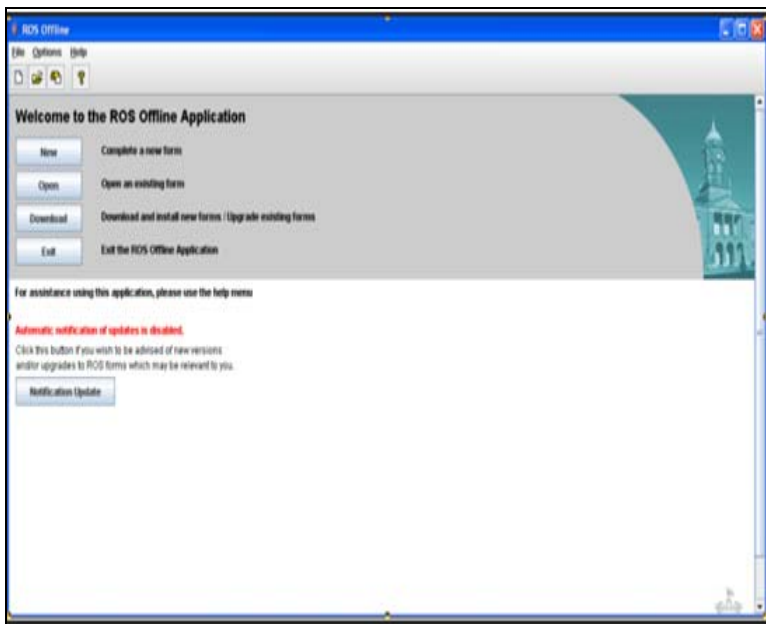 ROS Offline
File Options Help
Welcome to the ROS Offline Application
New Complete a new form
Open Open an existing form
Download Download and install new forms / Upgrade existing forms
Exit Exit the ROS Offline Application
For assistance using this application, please use the help menu
Automatic notification of updates is disabled.
Click this button if you wish to be advised of new versions
and/or upgrades to ROS forms which may be relevant to you.
Notification Update